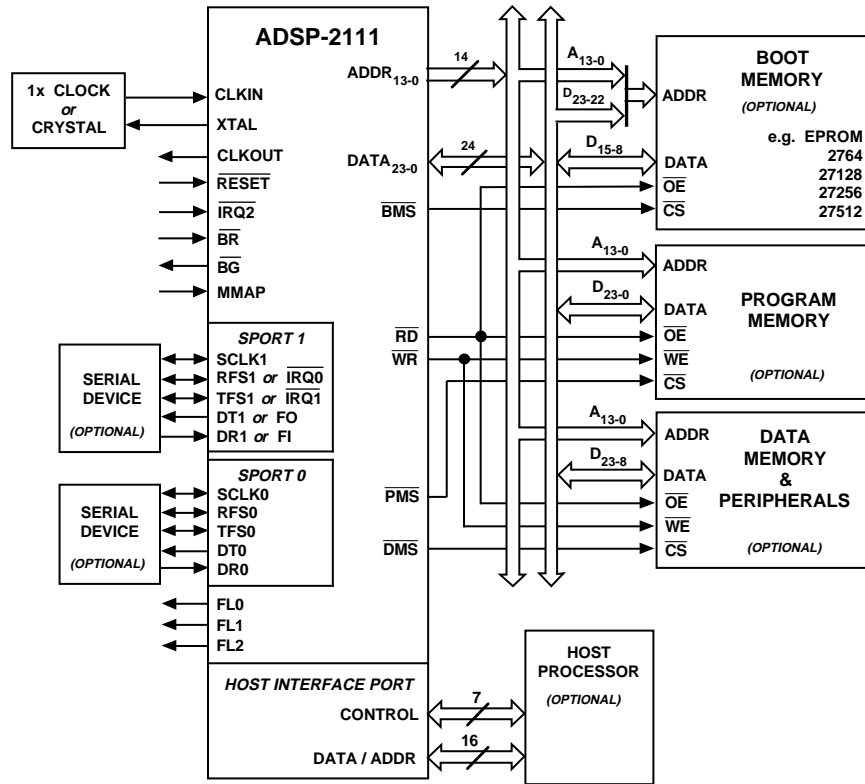 ADSP-2111
1x CLOCK
or
CRYSTAL
CLKIN
XTAL
CLKOUT
RESET
IRQ2
BR
BG
MMAP
ADDR13-0
14
DATA23-0
24
BMS
RD
WR
PMS
DMS
SPORT 1
SCLK1
RFS1 or IRQ0
TFS1 or IRQ1
DT1 or FO
DR1 or FI
SERIAL
DEVICE
(OPTIONAL)
SPORT 0
SCLK0
RFS0
TFS0
DT0
DR0
SERIAL
DEVICE
(OPTIONAL)
FL0
FL1
FL2
HOST INTERFACE PORT
CONTROL
7
DATA / ADDR
16
HOST
PROCESSOR
(OPTIONAL)
A13-0
D23-22
D15-8
BOOT
MEMORY
(OPTIONAL)
ADDR
e.g. EPROM
2764
27128
27256
27512
DATA
OE
CS
A13-0
D23-0
ADDR
DATA
OE
WE
CS
PROGRAM
MEMORY
(OPTIONAL)
A13-0
D23-8
ADDR
DATA
OE
WE
CS
DATA
MEMORY
&
PERIPHERALS
(OPTIONAL)